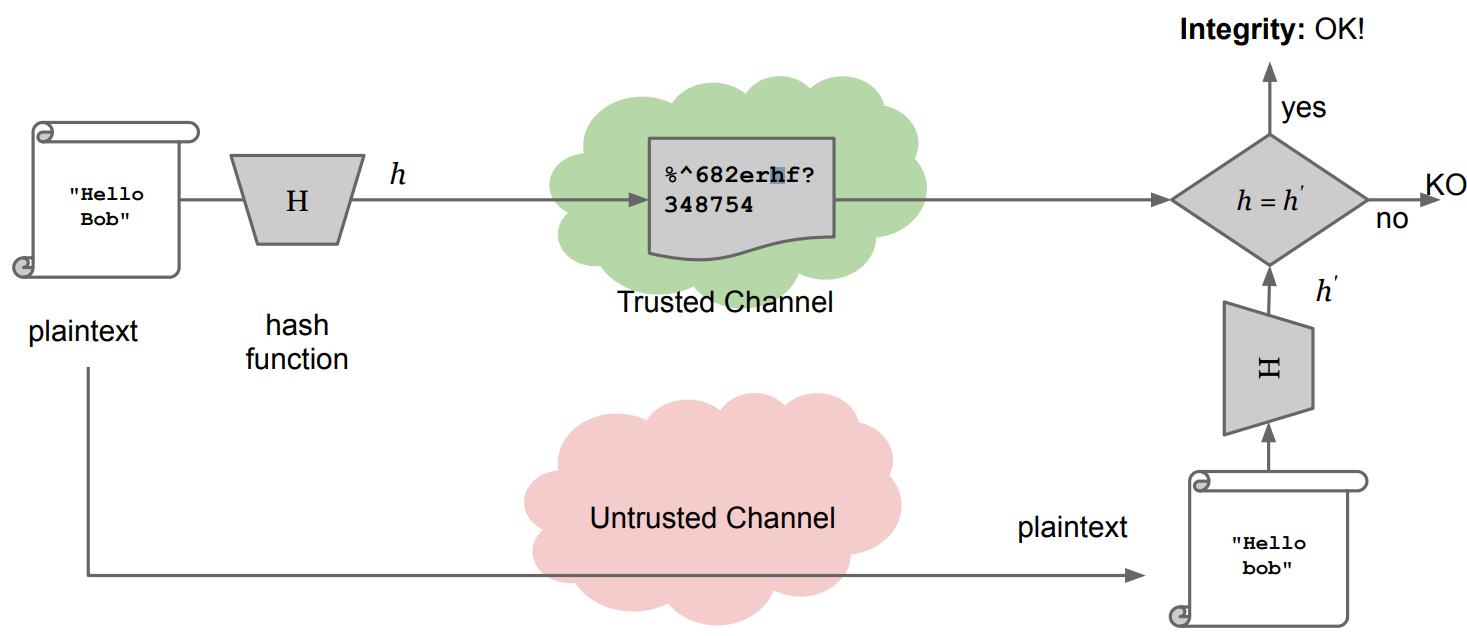 Integrity: OK!
yes
"Hello
Bob"
H
h
%^682erhf?
348754
h = h'
KO
no
Trusted Channel
h'
plaintext
hash
function
H
Untrusted Channel
plaintext
"Hello
bob"